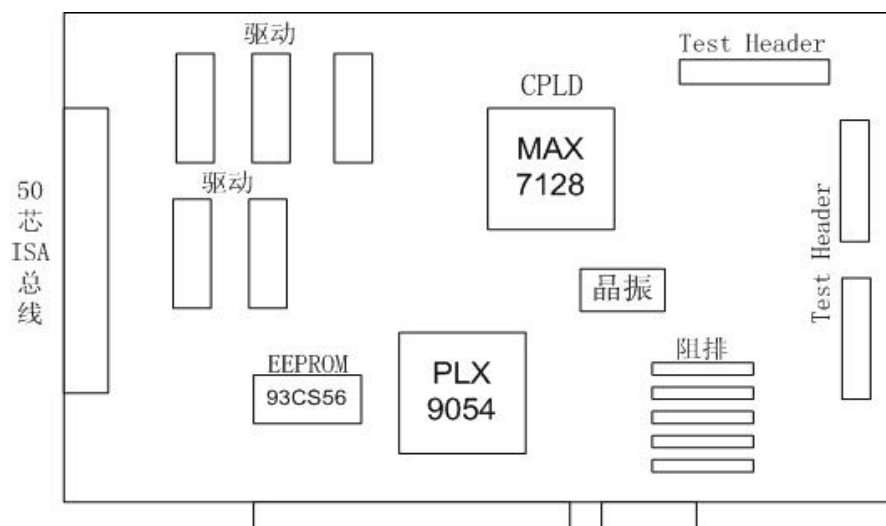 驱动
Test Header
CPLD
MAX
7128
驱动
50
芯
ISA
总
线
Test Header
晶振
阻排
EEPROM
93CS56
PLX
9054